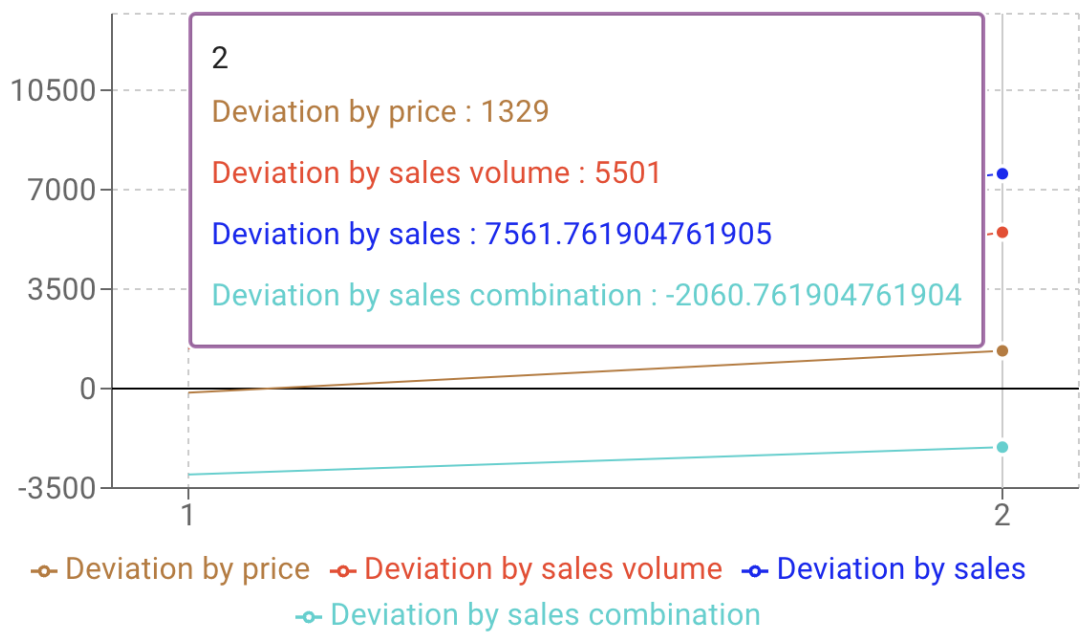 2
Deviation by price : 1329
Deviation by sales volume : 5501
Deviation by sales : 7561.761904761905
Deviation by sales combination : -2060.761904761904
10500
7000
3500
0
-3500
1 2
Deviation by price Deviation by sales volume Deviation by sales
Deviation by sales combination